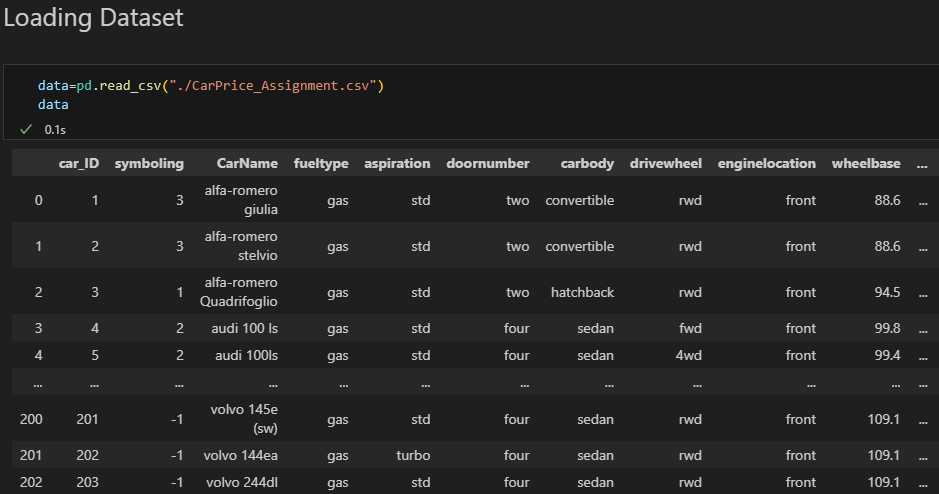 Loading Dataset
data=pd.read_csv("./CarPrice_Assignment.csv")
data
0.1s
car_ID symboling CarName fueltype aspiration doornumber carbody drivewheel enginelocation wheelbase ...
0 1 3 alfa-romero giulia gas std two convertible rwd front 88.6 ...
1 2 3 alfa-romero stelvio gas std two convertible rwd front 88.6 ...
2 3 1 alfa-romero Quadrifoglio gas std two hatchback rwd front 94.5 ...
3 4 2 audi 100 ls gas std four sedan fwd front 99.8 ...
4 5 2 audi 100ls gas std four sedan 4wd front 99.4 ...
... ... ... ... ... ... ... ... ... ... ... ...
200 201 -1 volvo 145e (sw) gas std four sedan rwd front 109.1 ...
201 202 -1 volvo 144ea gas turbo four sedan rwd front 109.1 ...
202 203 -1 volvo 244dl gas std four sedan rwd front 109.1 ...